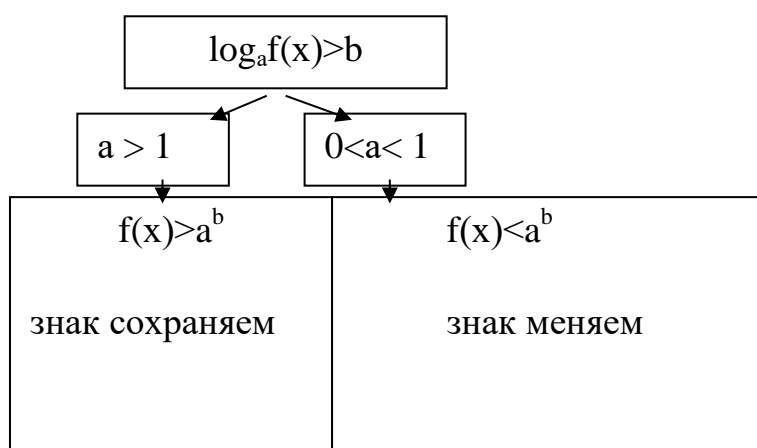 logₐf(x)>b
a > 1
0<a< 1
f(x)>aᵇ
f(x)<aᵇ
знак сохраняем
знак меняем